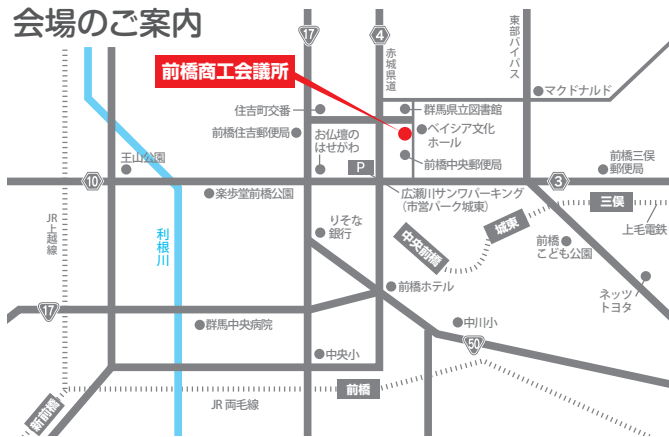 会場のご案内
17
4
赤城県道
東部バイパス
前橋商工会議所
マクドナルド
住吉町交番
群馬県立図書館
前橋住吉郵便局
お仏壇の
はせがわ
ベイシア文化
ホール
前橋中央郵便局
王山公園
P
前橋三俣
郵便局
10
3
楽歩堂前橋公園
広瀬川サンワパーキング
(市営パーク城東)
三俣
JR上越線
利根川
りそな
銀行
城東
上毛電鉄
中央前橋
前橋
こども公園
前橋ホテル
ネッツ
トヨタ
17
群馬中央病院
中川小
50
中央小
前橋
新前橋
JR 両毛線